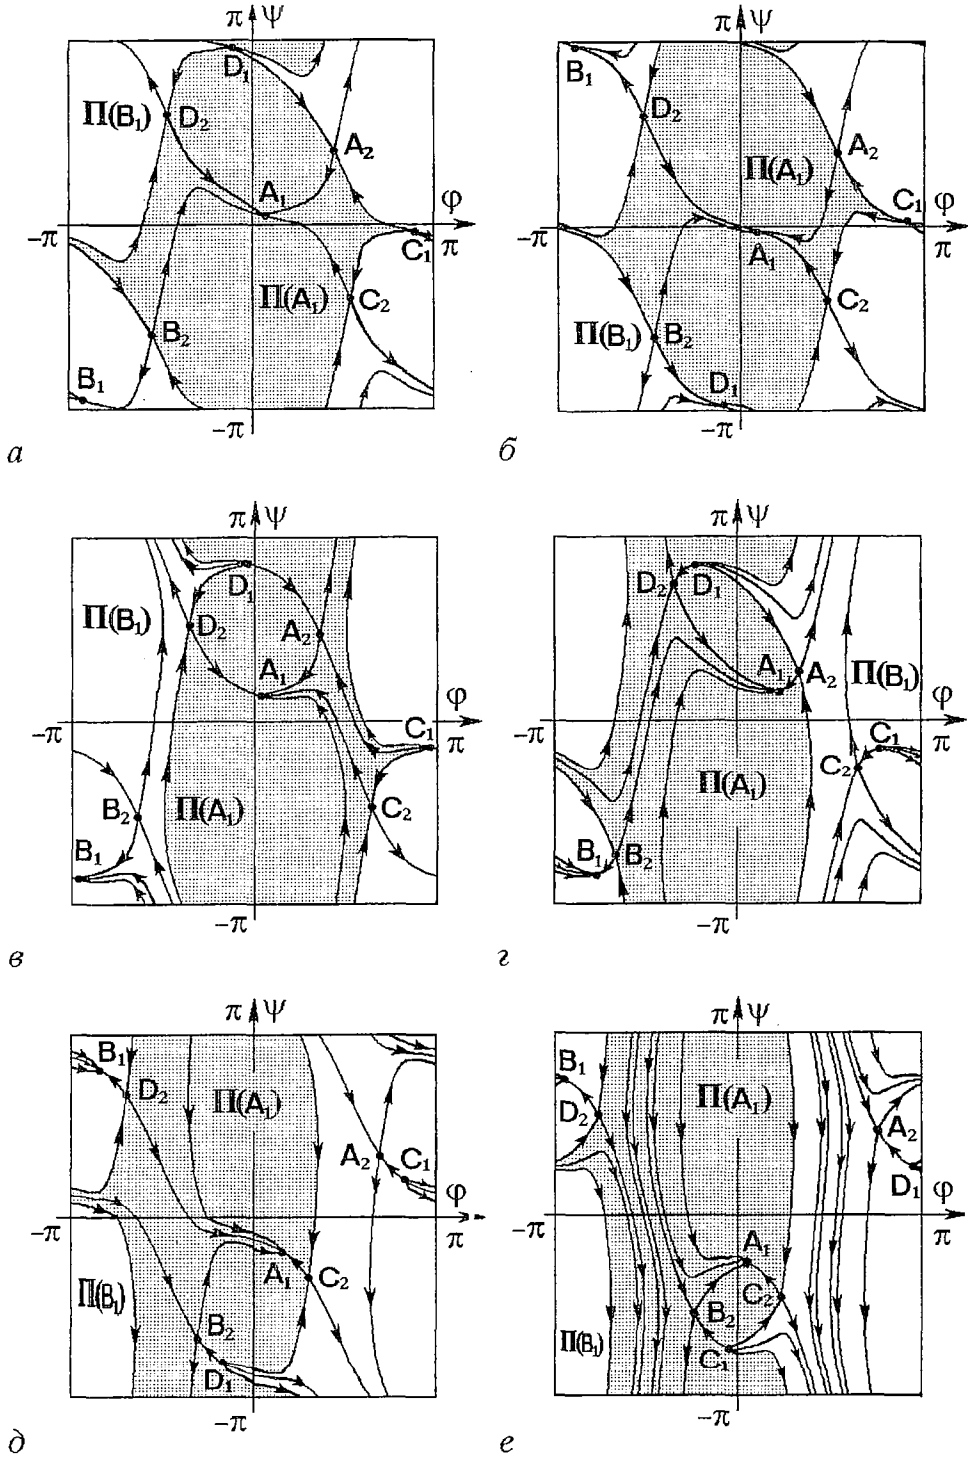 π ψ
D₁
Π(B₁) D₂
A₂
A₁
φ
−π π
C₁
Π(A₁) C₂
B₂
B₁
−π
а
π ψ
B₁
D₂
A₂
Π(A₁)
C₁ φ
−π π
A₁
C₂
Π(B₁) B₂
D₁
−π
б
π ψ
D₁
Π(B₁) D₂ A₂
A₁
C₁ φ
−π π
B₂ Π(A₁) C₂
B₁
−π
в
π ψ
D₂ D₁
A₁ A₂ Π(B₁)
φ
C₁
−π π
Π(A₁) C₂
B₁ B₂
−π
г
π ψ
B₁
D₂ Π(A₁)
A₂ C₁
φ
−π π
A₁ C₂
Π(B₁)
B₂
D₁
−π
д
π ψ
B₁
Π(A₁)
D₂
A₂
D₁ φ
−π π
A₁
C₂
B₂
Π(B₁) C₁
−π
е